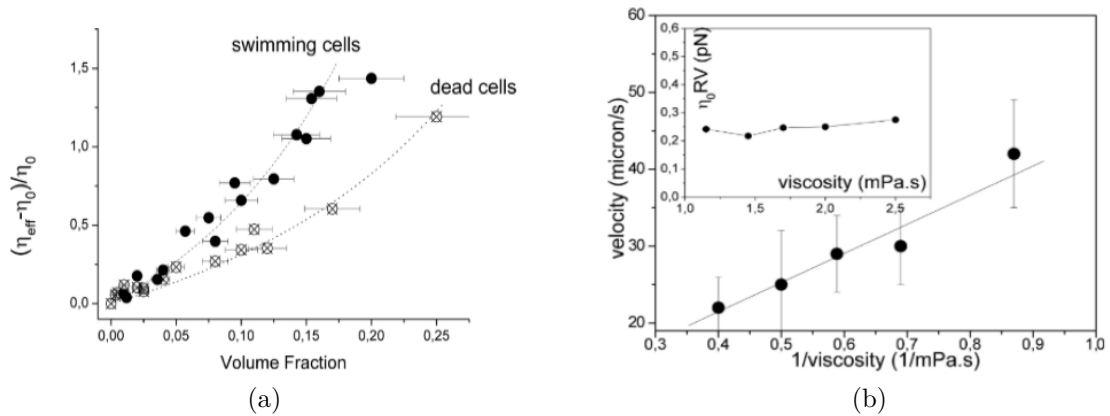 swimming cells
dead cells
(η_eff-η_0)/η_0
1,5
1,0
0,5
0,0
0,00 0,05 0,10 0,15 0,20 0,25
Volume Fraction
(a)
60
50
40
30
20
velocity (micron/s)
0,3 0,4 0,5 0,6 0,7 0,8 0,9 1,0
1/viscosity (1/mPa.s)
0,6
0,5
0,4
0,3
0,2
0,1
0,0
η_0RV (pN)
viscosity (mPa.s)
1,0 1,5 2,0 2,5
(b)